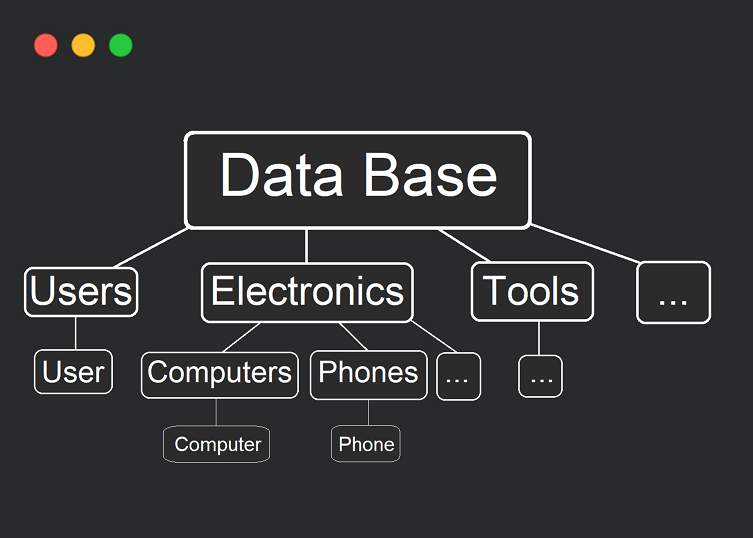 Data Base
Users
Electronics
Tools
...
User
Computers
Phones
...
...
Computer
Phone